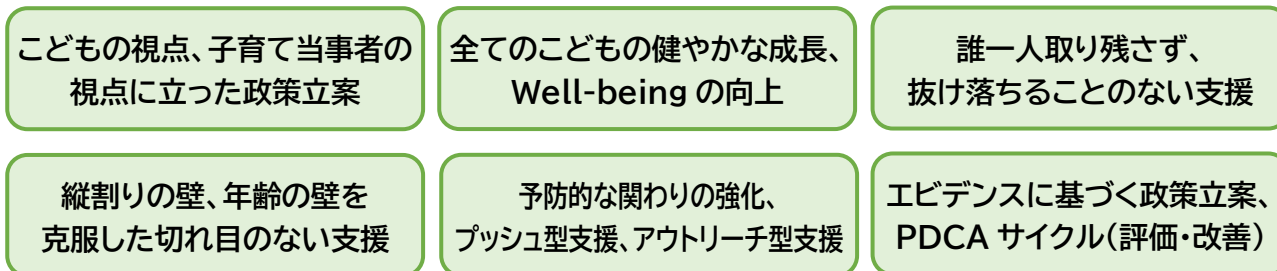 こどもの視点、子育て当事者の
視点に立った政策立案
全てのこどもの健やかな成長、
Well-being の向上
誰一人取り残さず、
抜け落ちることのない支援
縦割りの壁、年齢の壁を
克服した切れ目のない支援
予防的な関わりの強化、
プッシュ型支援、アウトリーチ型支援
エビデンスに基づく政策立案、
PDCA サイクル（評価・改善）